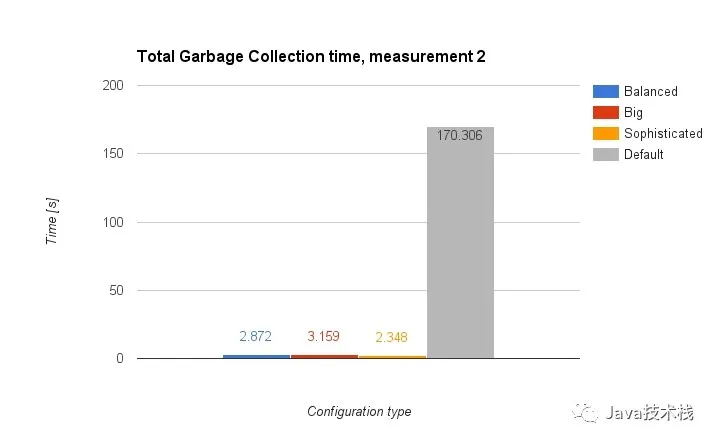 Total Garbage Collection time, measurement 2
200
150
100
50
0
Time [s]
2.872
3.159
2.348
170.306
Configuration type
Balanced
Big
Sophisticated
Default
Java技术栈